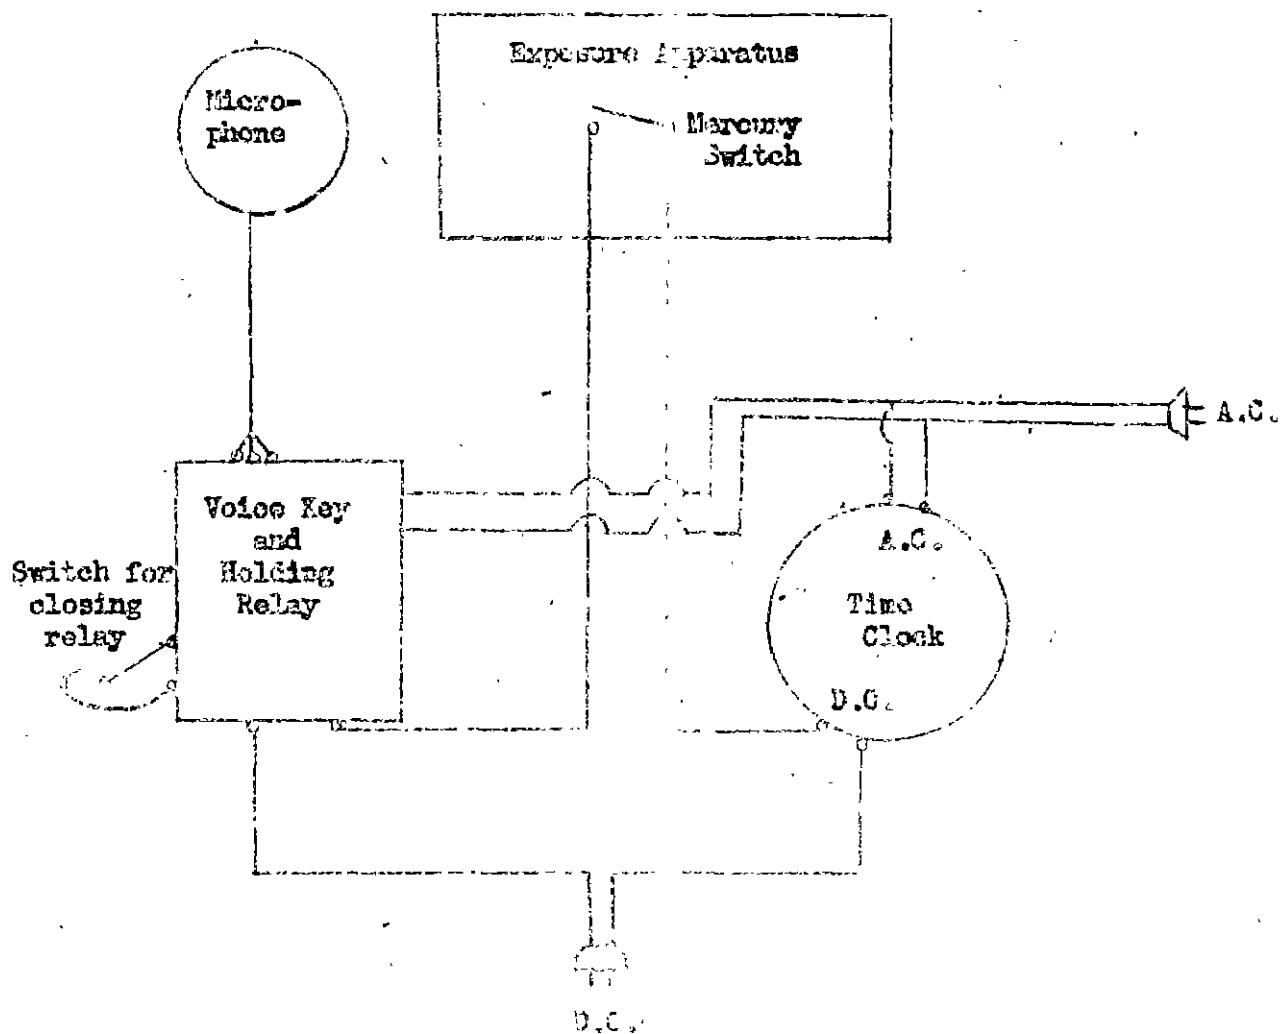 Exposure Apparatus
Micro-
phone
Mercury
Switch
A.C.
Voice Key
and
Holding
Relay
Switch for
closing
relay
A.C.
Time
Clock
D.C.
D.C.